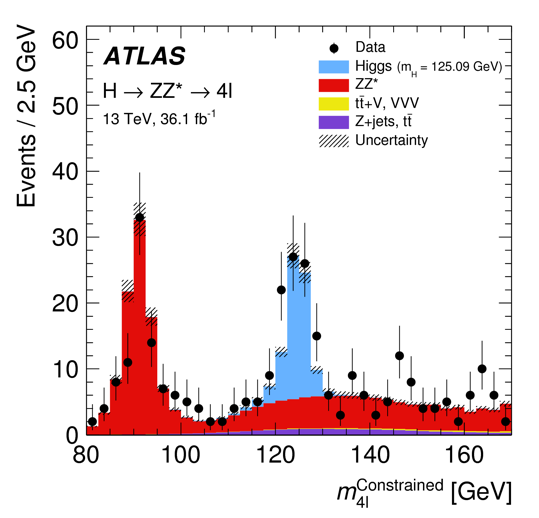 60
50
40
30
20
10
0
Events / 2.5 GeV
ATLAS
H → ZZ* → 4l
13 TeV, 36.1 fb⁻¹
Data
Higgs (m_H = 125.09 GeV)
ZZ*
tt̄+V, VVV
Z+jets, tt̄
Uncertainty
80 100 120 140 160
m_4l^Constrained [GeV]